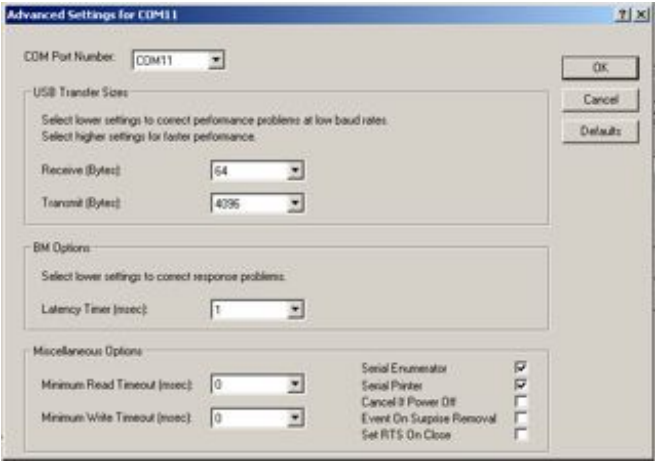 Advanced Settings for COM11
COM Port Number: COM11
OK
Cancel
Defaults
USB Transfer Sizes
Select lower settings to correct performance problems at low baud rates.
Select higher settings for faster performance.
Receive (Bytes): 64
Transmit (Bytes): 4096
BM Options
Select lower settings to correct response problems.
Latency Timer (msec): 1
Miscellaneous Options
Minimum Read Timeout (msec): 0
Minimum Write Timeout (msec): 0
Serial Enumerator
Serial Printer
Cancel If Power Off
Event On Surprise Removal
Set RTS On Close